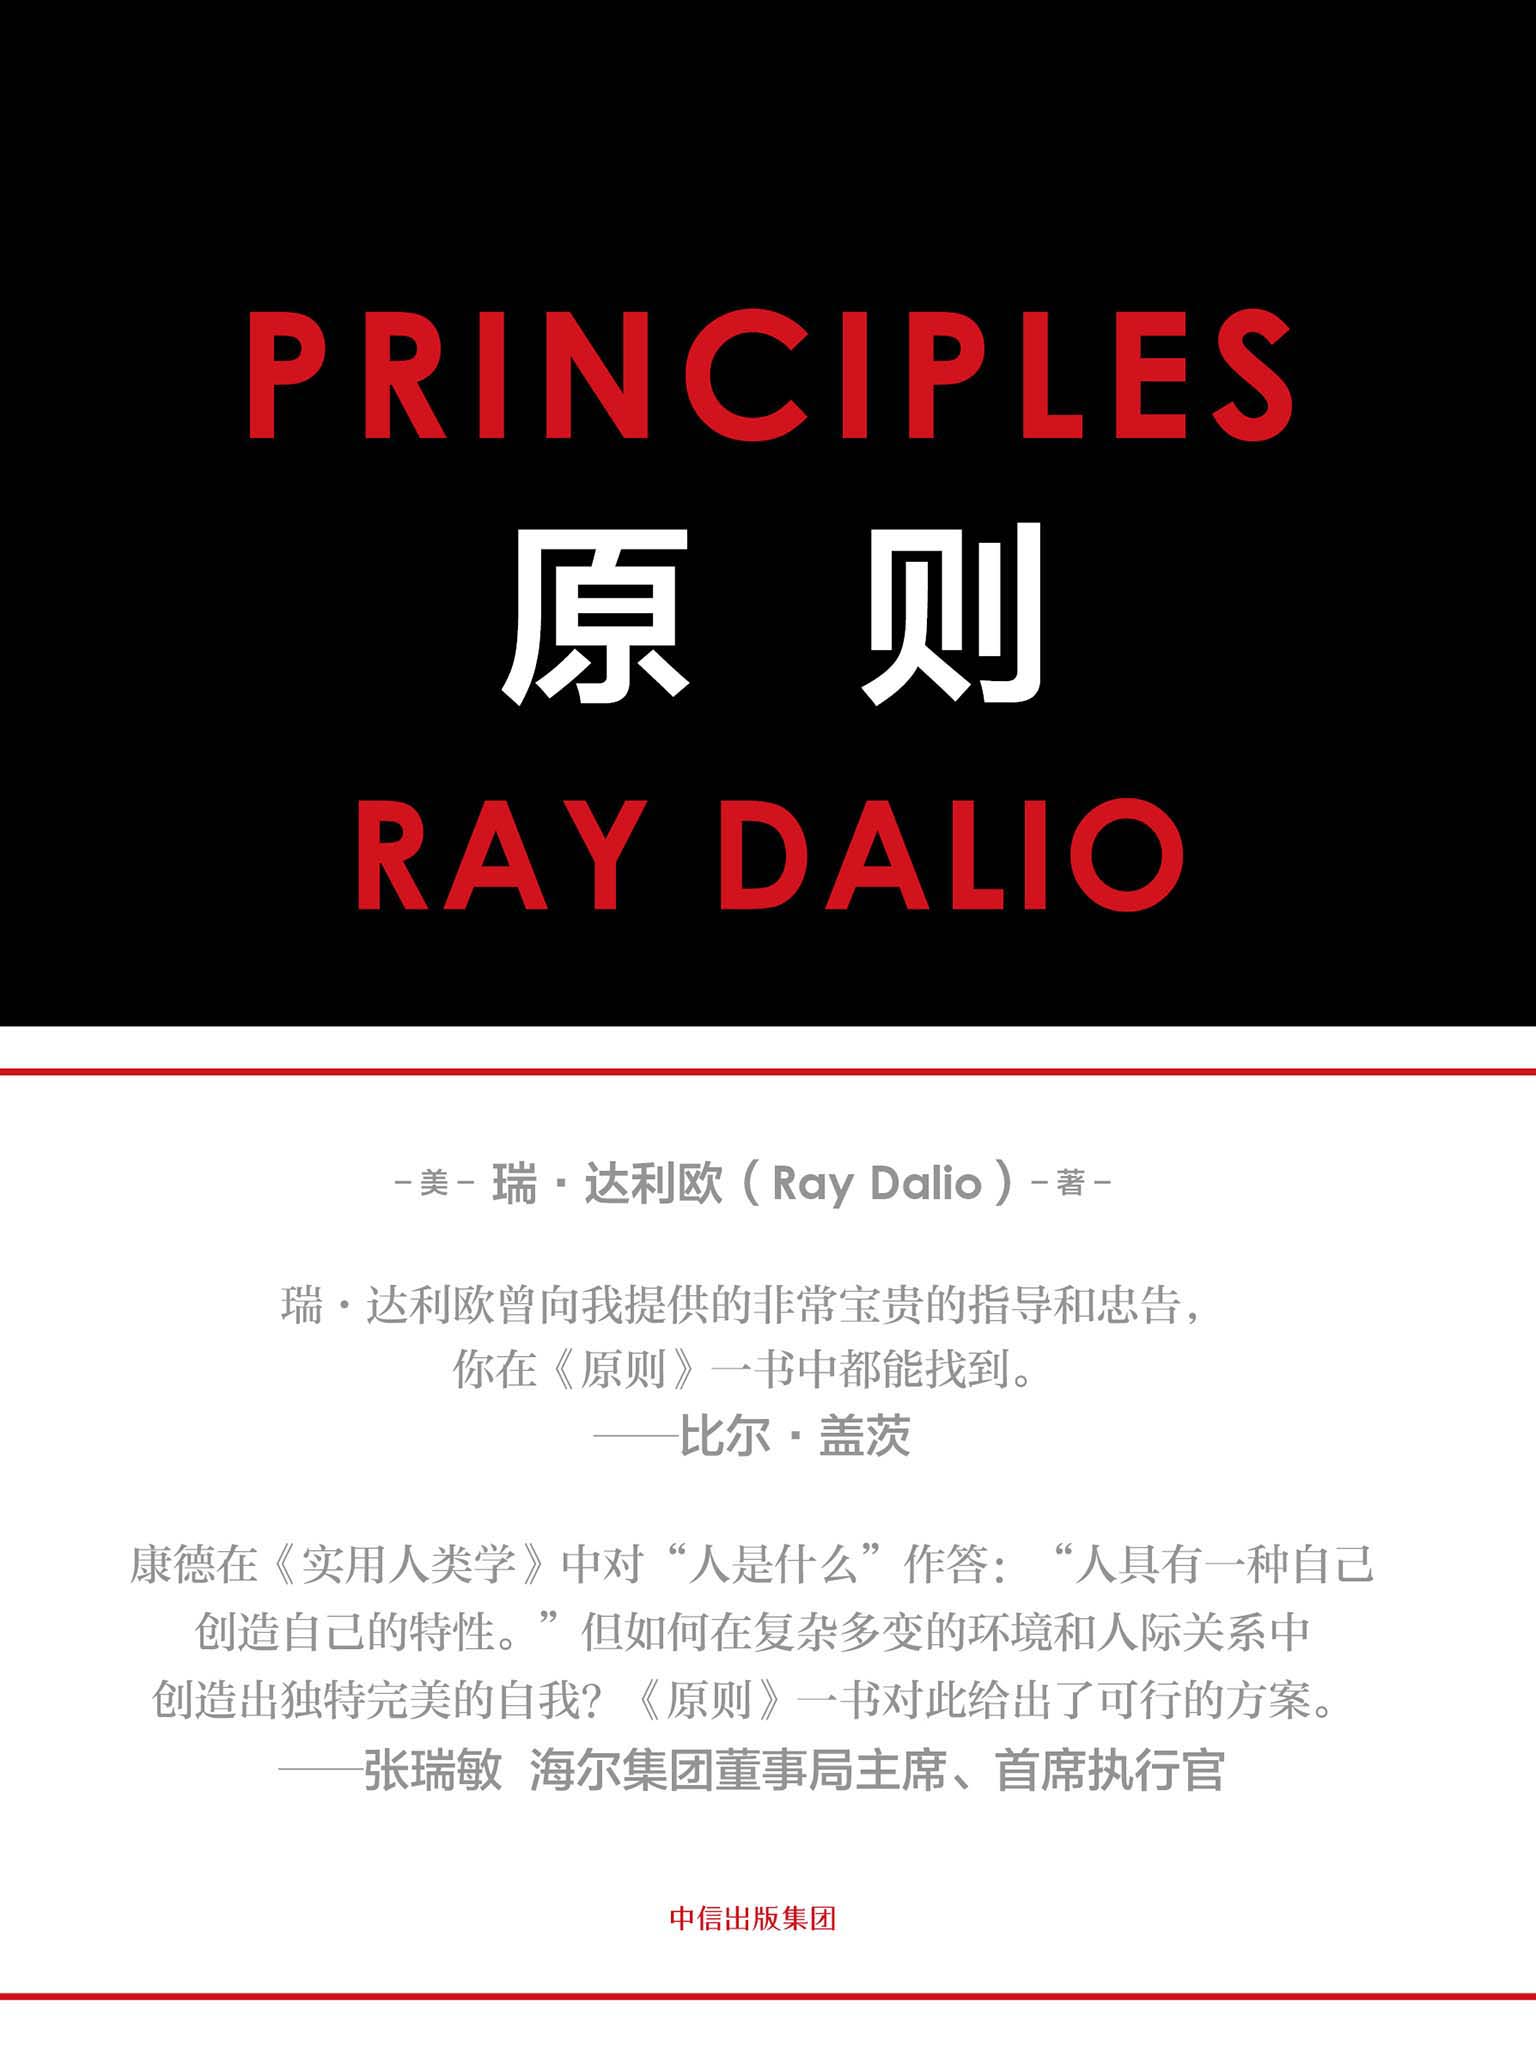 PRINCIPLES
原则
RAY DALIO
–美– 瑞·达利欧（Ray Dalio）–著–
瑞·达利欧曾向我提供的非常宝贵的指导和忠告，
你在《原则》一书中都能找到。
——比尔·盖茨
康德在《实用人类学》中对“人是什么”作答：“人具有一种自己
创造自己的特性。”但如何在复杂多变的环境和人际关系中
创造出独特完美的自我？《原则》一书对此给出了可行的方案。
——张瑞敏 海尔集团董事局主席、首席执行官
中信出版集团